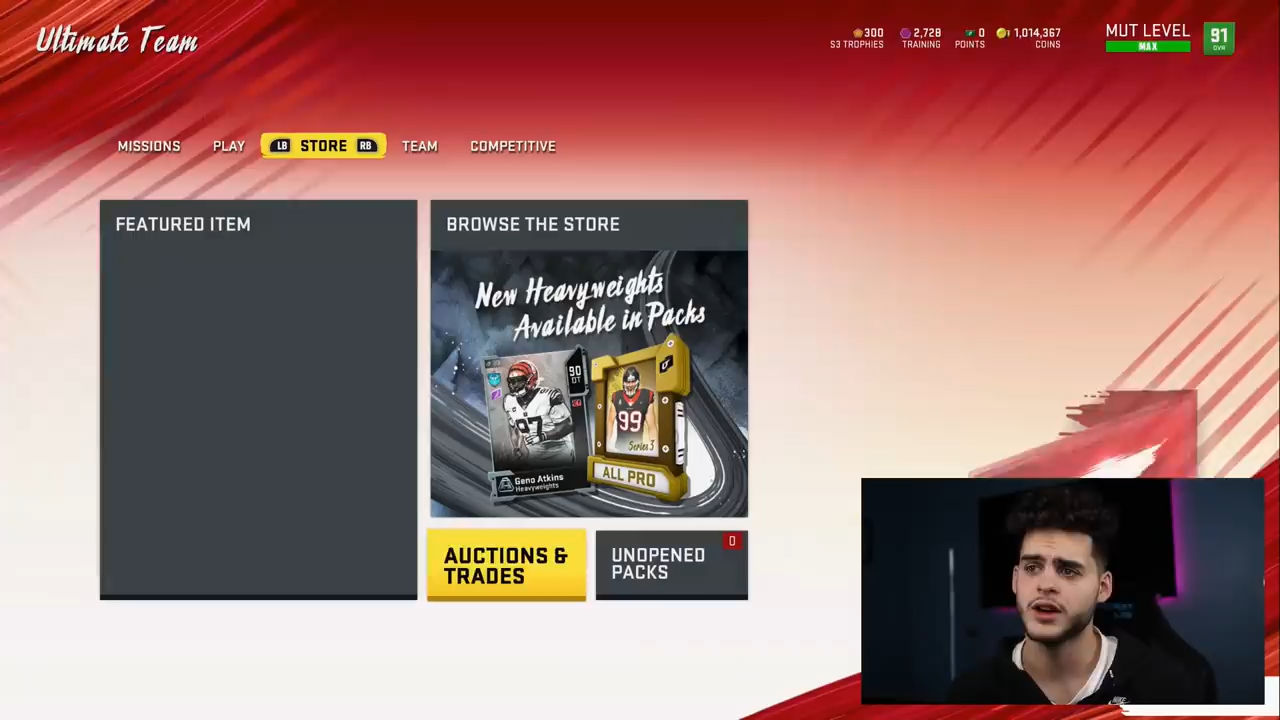 Ultimate Team
300
S3 TROPHIES
2,728
TRAINING
0
POINTS
1,014,367
COINS
MUT LEVEL
MAX
91
OVR
MISSIONS
PLAY
LB STORE RB
TEAM
COMPETITIVE
FEATURED ITEM
BROWSE THE STORE
New Heavyweights
Available in Packs
90
DT
97
Geno Atkins
Heavyweights
99
Series 3
ALL PRO
AUCTIONS &
TRADES
0
UNOPENED
PACKS